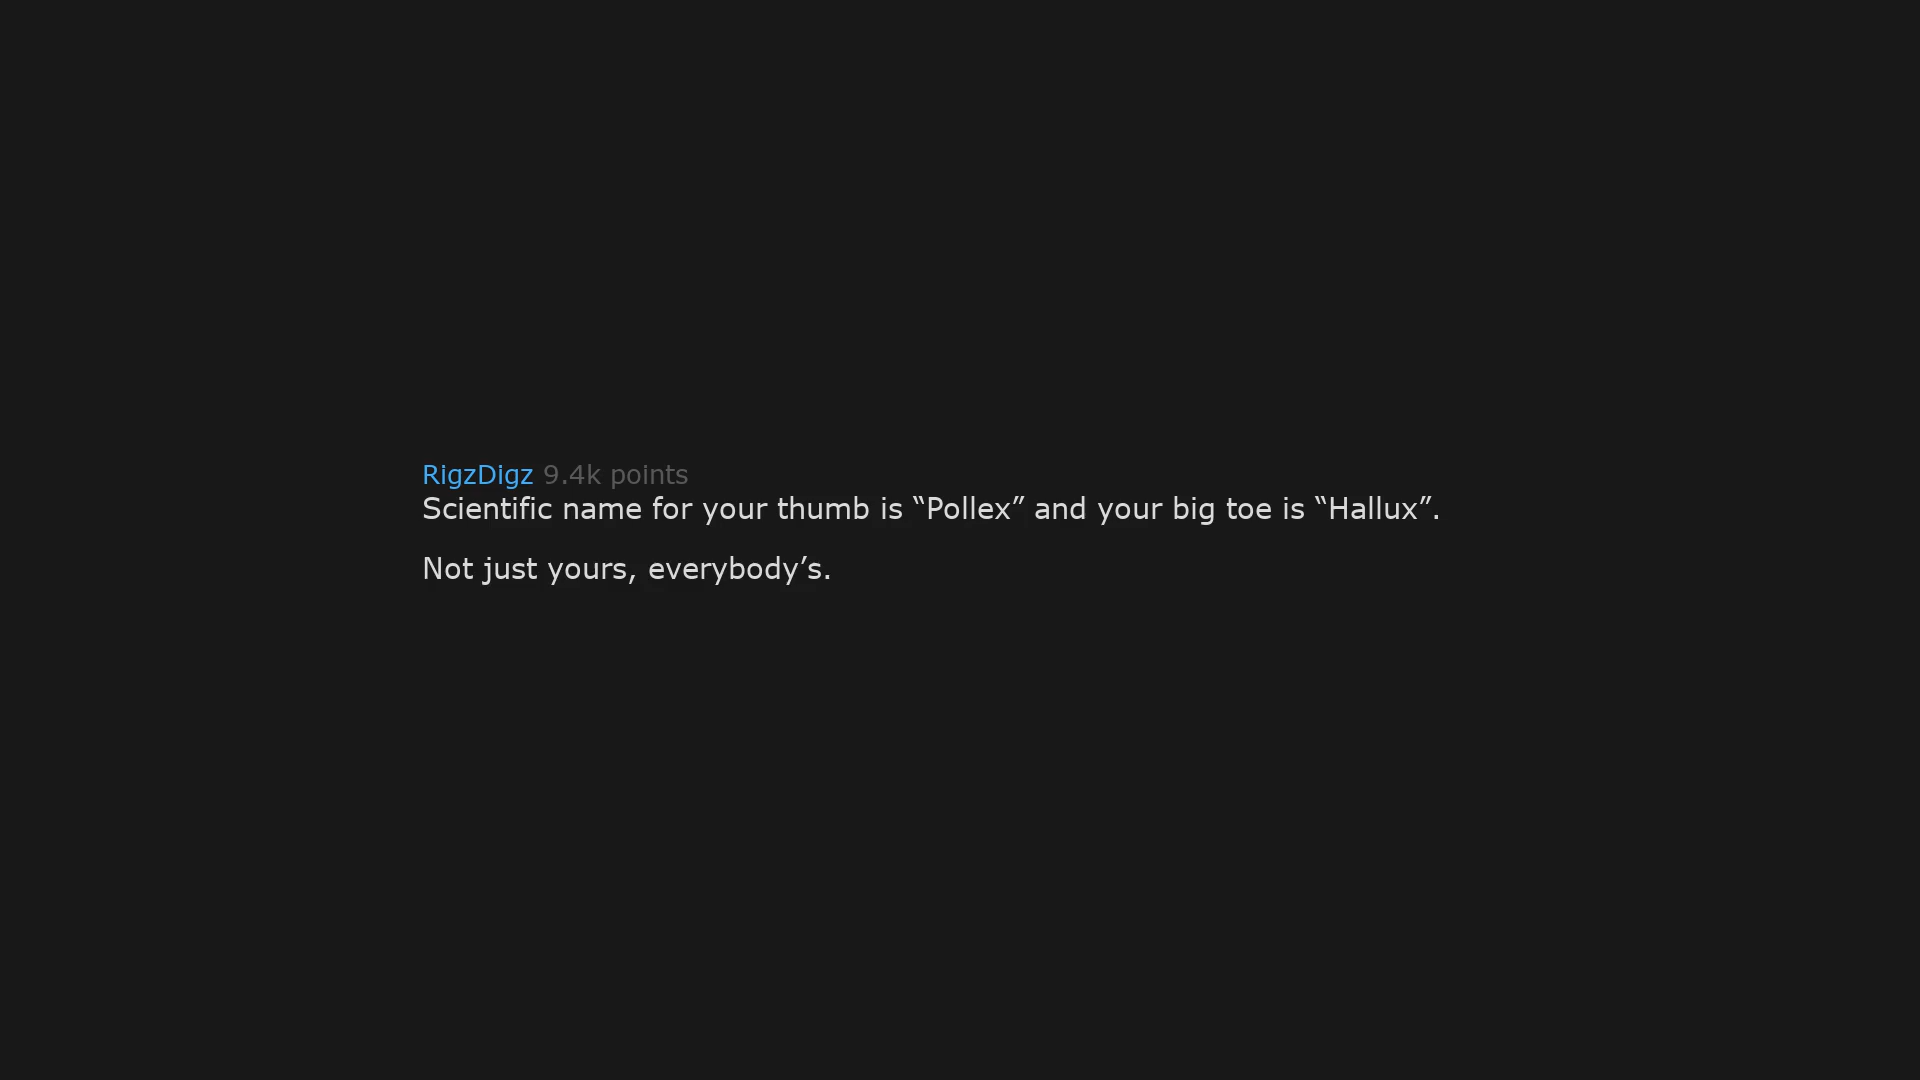 RigzDigz 9.4k points
Scientific name for your thumb is “Pollex” and your big toe is “Hallux”.
Not just yours, everybody’s.